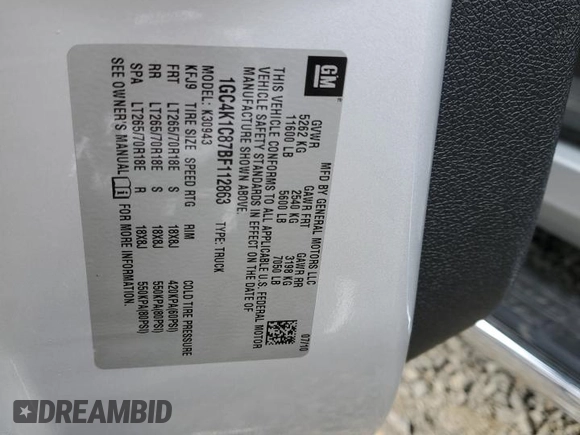 GM
MFD BY GENERAL MOTORS LLC
07/10
GVWR GAWR FRT GAWR RR
5262 KG 2540 KG 3198 KG
11600 LB 5600 LB 7050 LB
THIS VEHICLE CONFORMS TO ALL APPLICABLE U.S. FEDERAL MOTOR
VEHICLE SAFETY STANDARDS IN EFFECT ON THE DATE OF
MANUFACTURE SHOWN ABOVE.
1GC4K1C87BF112863 TYPE: TRUCK
MODEL: K30943
KFJ9 TIRE SIZE SPEED RTG RIM COLD TIRE PRESSURE
FRT LT265/70R18E S 18X8J 420KPA(60PSI)
RR LT265/70R18E S 18X8J 550KPA(80PSI)
SPA LT265/70R18E R 18X8J 550KPA(80PSI)
SEE OWNER'S MANUAL i FOR MORE INFORMATION.
DREAMBID